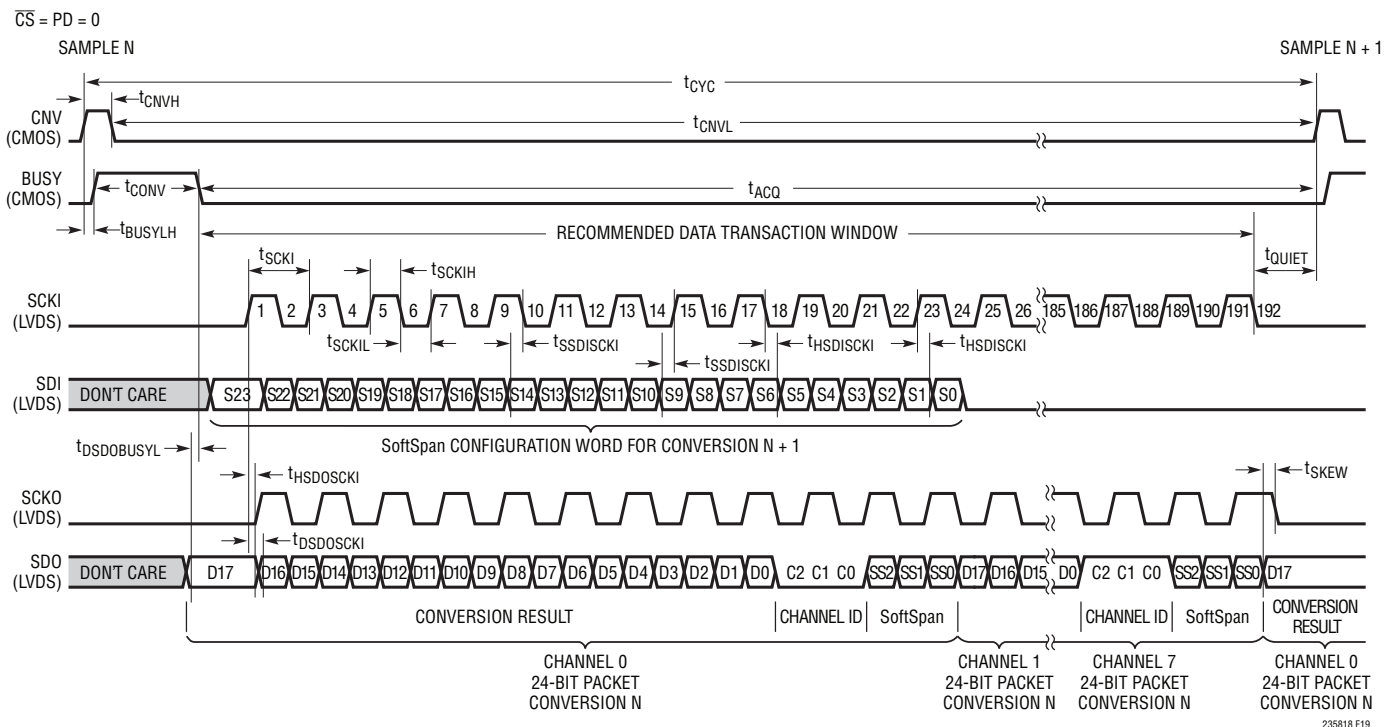 CS = PD = 0
SAMPLE N
SAMPLE N + 1
tCYC
tCNVH
CNV
(CMOS)
tCNVL
BUSY
(CMOS)
tCONV
tACQ
tBUSYLH
RECOMMENDED DATA TRANSACTION WINDOW
tSCKI
tSCKIH
tQUIET
SCKI
(LVDS)
1 2 3 4 5 6 7 8 9 10 11 12 13 14 15 16 17 18 19 20 21 22 23 24 25 26 185 186 187 188 189 190 191 192
tSCKIL
tSSDISCKI
tSSDISCKI
tHSDISCKI
tHSDISCKI
SDI
(LVDS)
DON'T CARE S23 S22 S21 S20 S19 S18 S17 S16 S15 S14 S13 S12 S11 S10 S9 S8 S7 S6 S5 S4 S3 S2 S1 S0
SoftSpan CONFIGURATION WORD FOR CONVERSION N + 1
tDSDOBUSYL
tHSDOSCKI
tSKEW
SCKO
(LVDS)
tDSDOSCKI
SDO
(LVDS)
DON'T CARE D17 D16 D15 D14 D13 D12 D11 D10 D9 D8 D7 D6 D5 D4 D3 D2 D1 D0 C2 C1 C0 SS2 SS1 SS0 D17 D16 D15 D0 C2 C1 C0 SS2 SS1 SS0 D17
CONVERSION RESULT
CHANNEL ID
SoftSpan
CHANNEL ID
SoftSpan
CONVERSION
RESULT
CHANNEL 0
24-BIT PACKET
CONVERSION N
CHANNEL 1
24-BIT PACKET
CONVERSION N
CHANNEL 7
24-BIT PACKET
CONVERSION N
CHANNEL 0
24-BIT PACKET
CONVERSION N
235818 F19